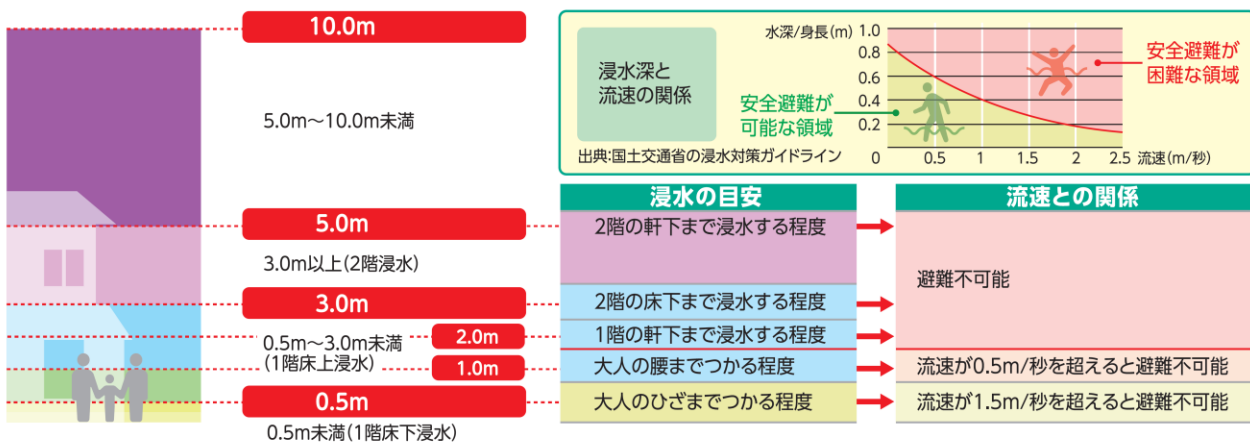 10.0m
5.0m～10.0m未満
5.0m
3.0m以上(2階浸水)
3.0m
0.5m～3.0m未満
(1階床上浸水)
2.0m
1.0m
0.5m
0.5m未満(1階床下浸水)
浸水深と
流速の関係
出典:国土交通省の浸水対策ガイドライン
水深/身長(m)
1.0
0.8
0.6
0.4
0.2
0
0.5
1
1.5
2
2.5
流速(m/秒)
安全避難が
可能な領域
安全避難が
困難な領域
浸水の目安
流速との関係
2階の軒下まで浸水する程度
2階の床下まで浸水する程度
1階の軒下まで浸水する程度
避難不可能
大人の腰までつかる程度
流速が0.5m/秒を超えると避難不可能
大人のひざまでつかる程度
流速が1.5m/秒を超えると避難不可能